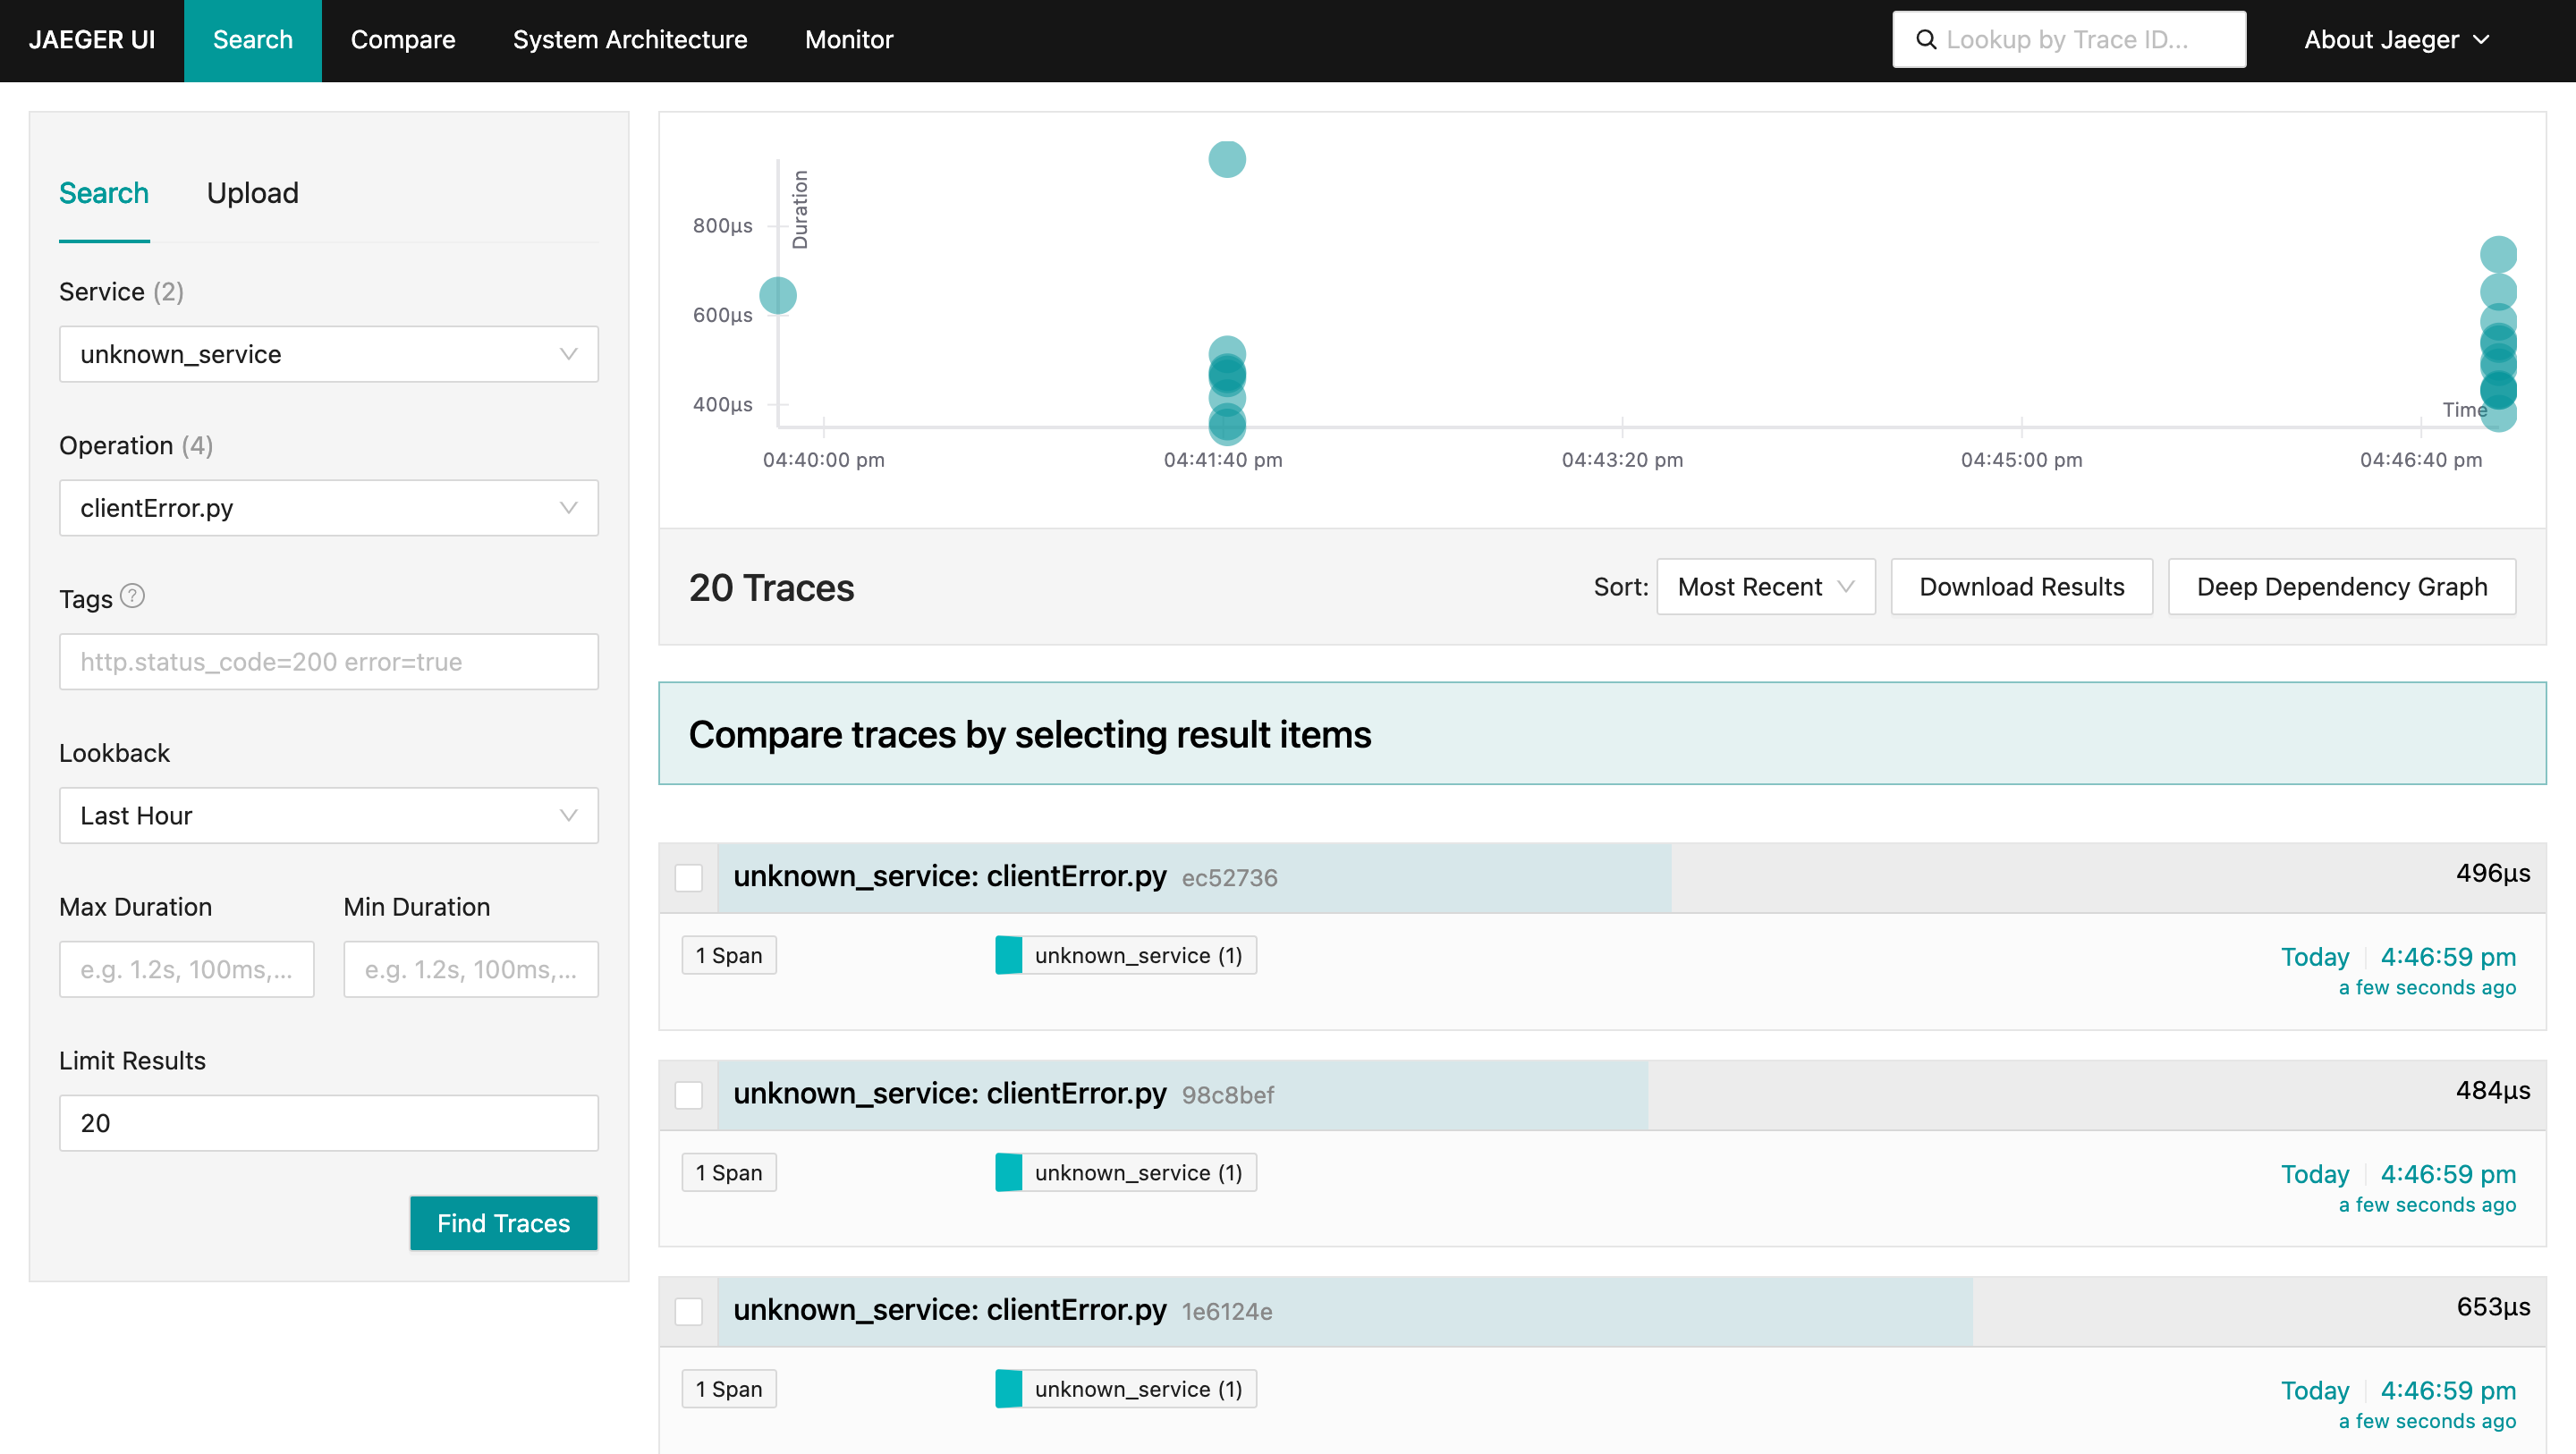 JAEGER UI
Search
Compare
System Architecture
Monitor
Lookup by Trace ID...
About Jaeger
Search
Upload
Service (2)
unknown_service
Operation (4)
clientError.py
Tags ?
http.status_code=200 error=true
Lookback
Last Hour
Max Duration
Min Duration
e.g. 1.2s, 100ms,...
e.g. 1.2s, 100ms,...
Limit Results
20
Find Traces
Duration
800μs
600μs
400μs
Time
04:40:00 pm
04:41:40 pm
04:43:20 pm
04:45:00 pm
04:46:40 pm
20 Traces
Sort:
Most Recent
Download Results
Deep Dependency Graph
Compare traces by selecting result items
unknown_service: clientError.py ec52736
496μs
1 Span
unknown_service (1)
Today
4:46:59 pm
a few seconds ago
unknown_service: clientError.py 98c8bef
484μs
1 Span
unknown_service (1)
Today
4:46:59 pm
a few seconds ago
unknown_service: clientError.py 1e6124e
653μs
1 Span
unknown_service (1)
Today
4:46:59 pm
a few seconds ago